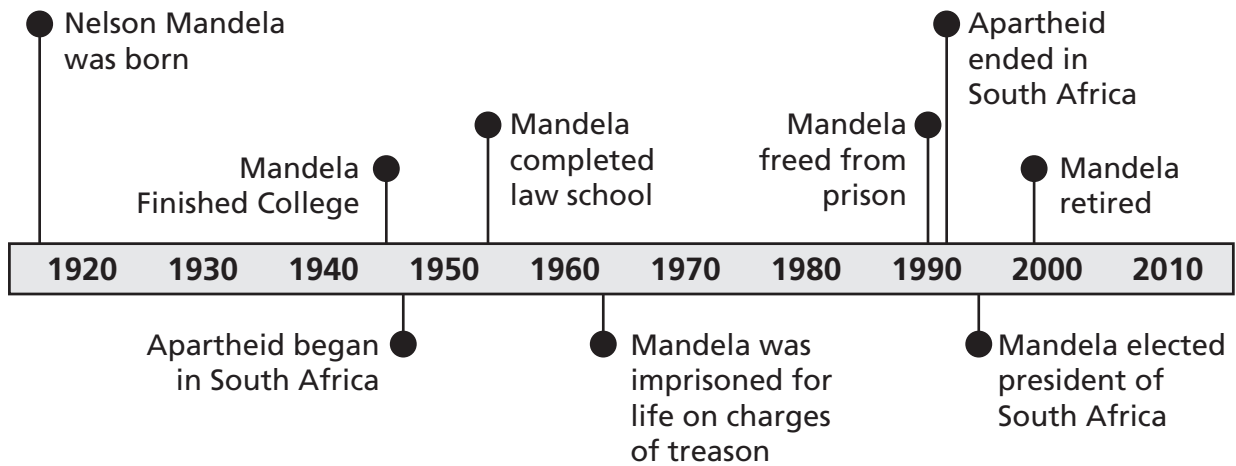 Nelson Mandela
was born
Mandela
Finished College
Mandela
completed
law school
Mandela
freed from
prison
Apartheid
ended in
South Africa
Mandela
retired
1920 1930 1940 1950 1960 1970 1980 1990 2000 2010
Apartheid began
in South Africa
Mandela was
imprisoned for
life on charges
of treason
Mandela elected
president of
South Africa